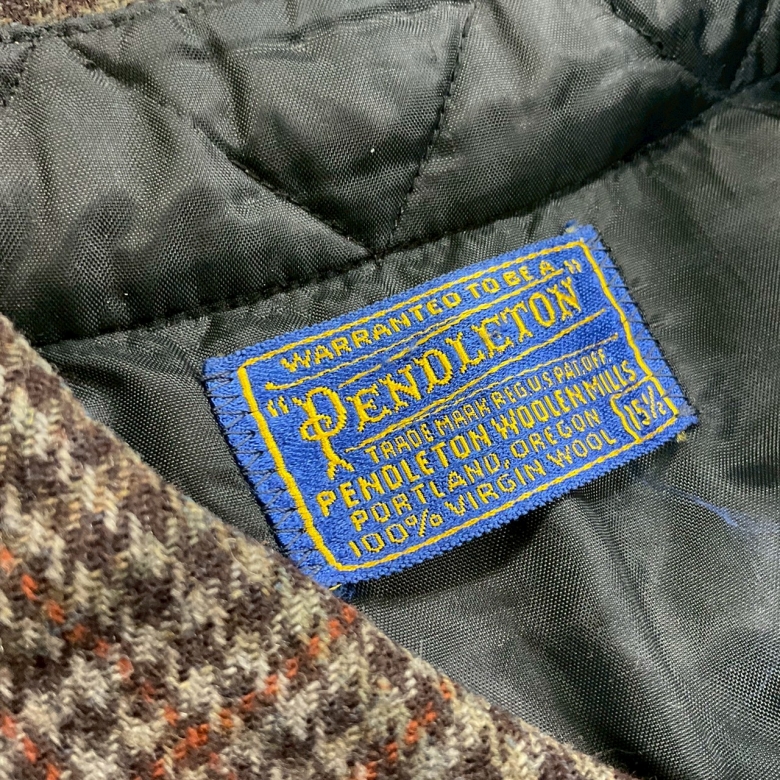 WARRANTED TO BE A"
"PENDLETON
TRADE MARK REG. U.S. PAT. OFF.
PENDLETON WOOLEN MILLS
PORTLAND, OREGON
100% VIRGIN WOOL
15½